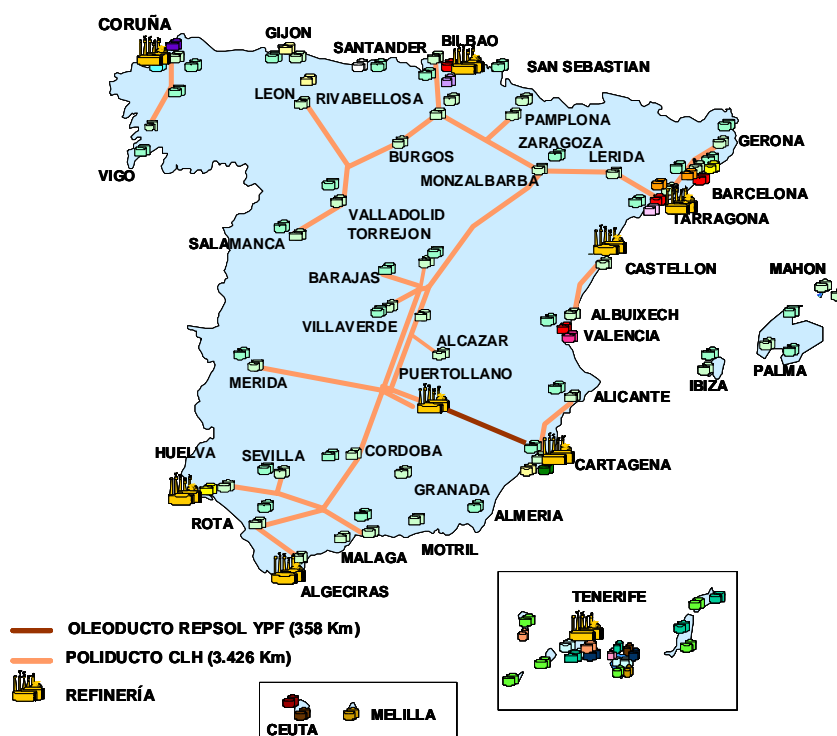 CORUÑA
GIJON
SANTANDER
BILBAO
SAN SEBASTIAN
LEON
RIVABELLOSA
PAMPLONA
ZARAGOZA
GERONA
BURGOS
LERIDA
VIGO
MONZALBARBA
BARCELONA
TARRAGONA
VALLADOLID
SALAMANCA
TORREJON
CASTELLON
MAHON
BARAJAS
ALBUIXECH
VILLAVERDE
VALENCIA
ALCAZAR
PALMA
MERIDA
PUERTOLLANO
IBIZA
ALICANTE
HUELVA
SEVILLA
CORDOBA
CARTAGENA
GRANADA
ROTA
ALMERIA
MOTRIL
MALAGA
ALGECIRAS
TENERIFE
OLEODUCTO REPSOL YPF (358 Km)
POLIDUCTO CLH (3.426 Km)
REFINERÍA
CEUTA
MELILLA